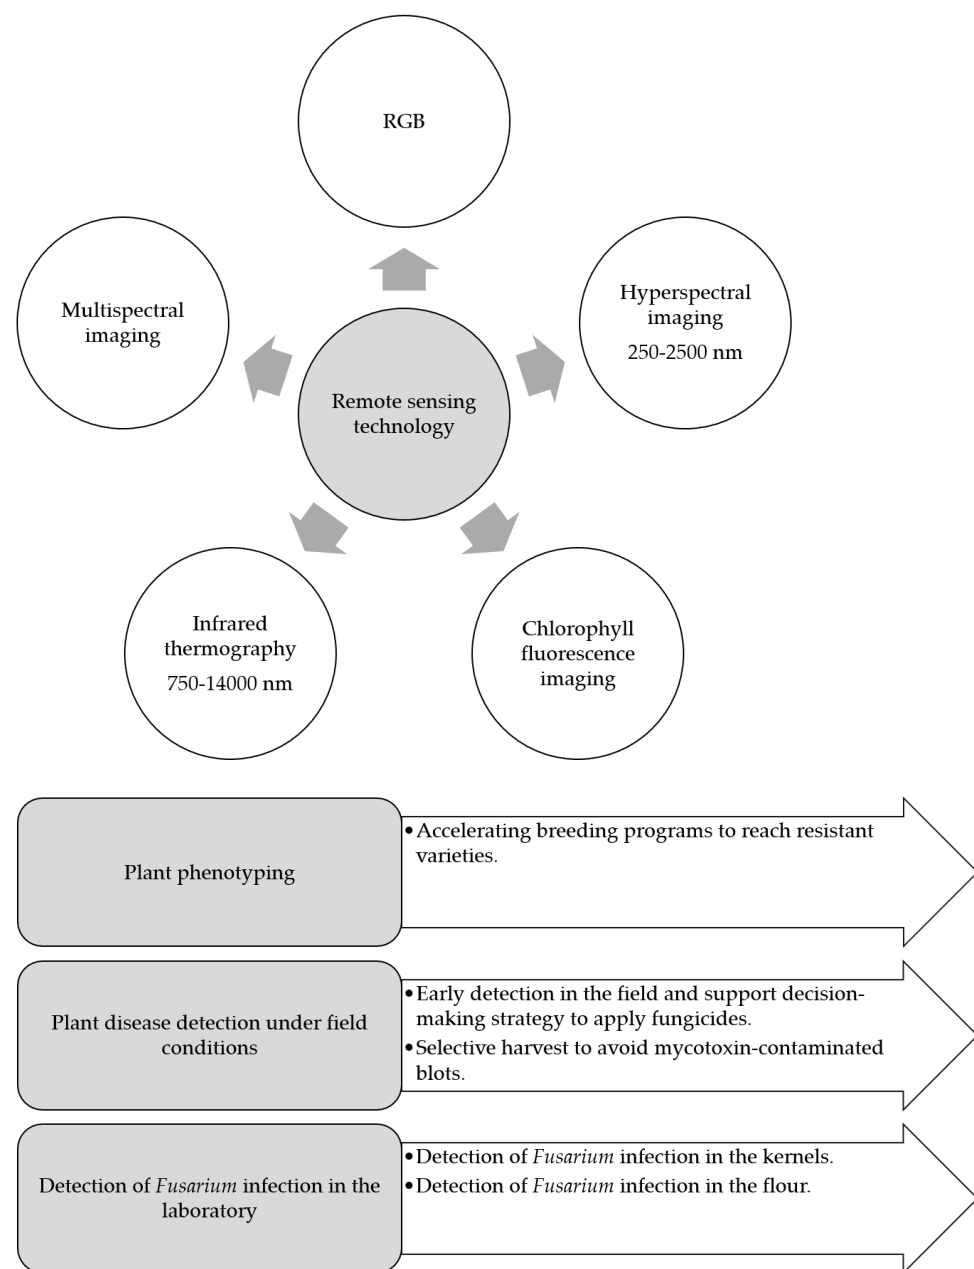 RGB
Multispectral
imaging
Hyperspectral
imaging
250-2500 nm
Remote sensing
technology
Infrared
thermography
750-14000 nm
Chlorophyll
fluorescence
imaging
Plant phenotyping
•Accelerating breeding programs to reach resistant
varieties.
Plant disease detection under field
conditions
•Early detection in the field and support decision-
making strategy to apply fungicides.
•Selective harvest to avoid mycotoxin-contaminated
blots.
Detection of Fusarium infection in the
laboratory
•Detection of Fusarium infection in the kernels.
•Detection of Fusarium infection in the flour.